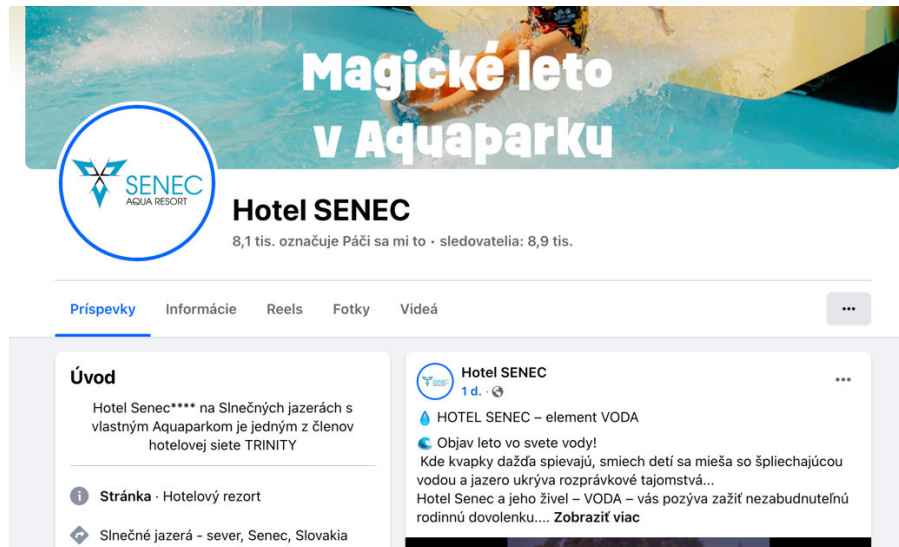 Magické leto
v Aquaparku
SENEC
AQUA RESORT
Hotel SENEC
8,1 tis. označuje Páči sa mi to • sledovatelia: 8,9 tis.
Príspevky Informácie Reels Fotky Videá
Úvod
Hotel Senec**** na Slnečných jazerách s
vlastným Aquaparkom je jedným z členov
hotelovej siete TRINITY
Stránka · Hotelový rezort
Slnečné jazerá - sever, Senec, Slovakia
SENEC
Hotel SENEC
1 d. ·
HOTEL SENEC – element VODA
Objav leto vo svete vody!
Kde kvapky dažďa spievajú, smiech detí sa mieša so špliechajúcou
vodou a jazero ukrýva rozprávkové tajomstvá...
Hotel Senec a jeho živel – VODA – vás pozýva zažiť nezabudnuteľnú
rodinnú dovolenku.... Zobraziť viac